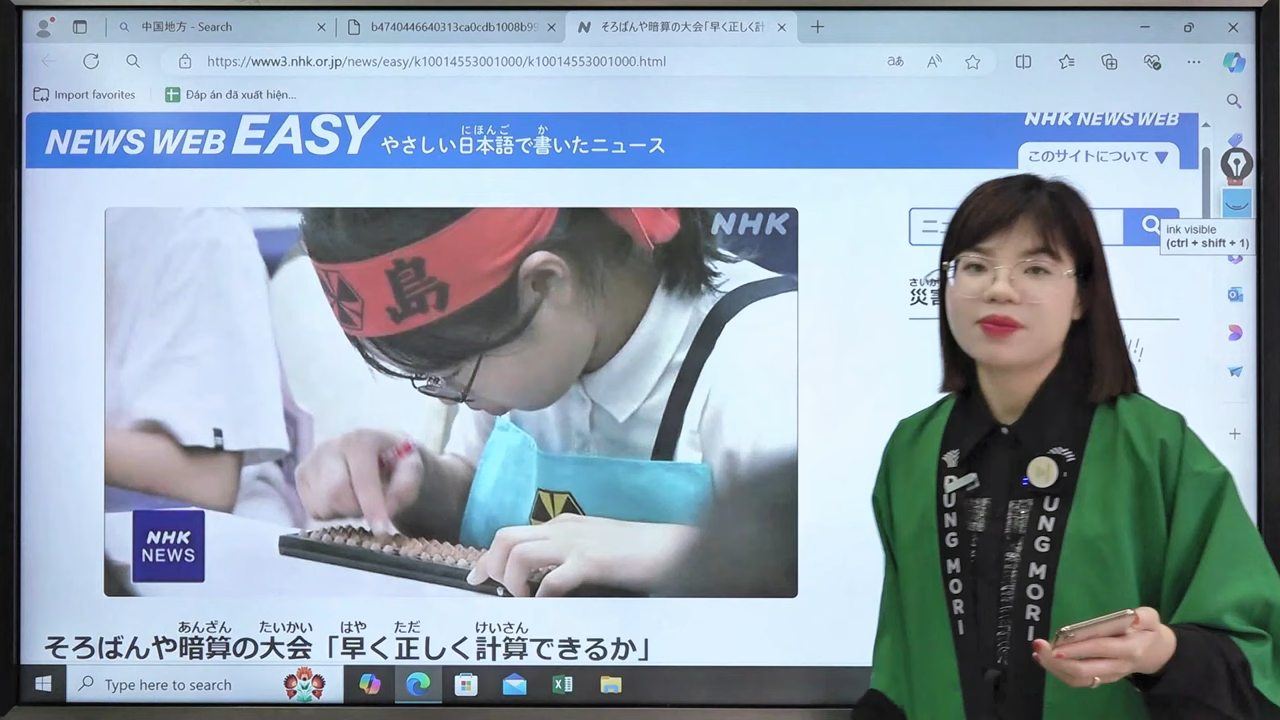 中国地方 - Search
b4740446640313ca0cdb1008b99
そろばんや暗算の大会「早く正しく計
https://www3.nhk.or.jp/news/easy/k10014553001000/k10014553001000.html
Import favorites
Đáp án đã xuất hiện...
NEWS WEB EASY やさしい日本語で書いたニュース
にほんご か
NHK NEWS WEB
このサイトについて ▼
NHK
島
ink visible
(ctrl + shift + 1)
さいが
災害
NHK
NEWS
DUNG MORI
DUNG MORI
あんざん たいかい はや ただ けいさん
そろばんや暗算の大会「早く正しく計算できるか」
Type here to search